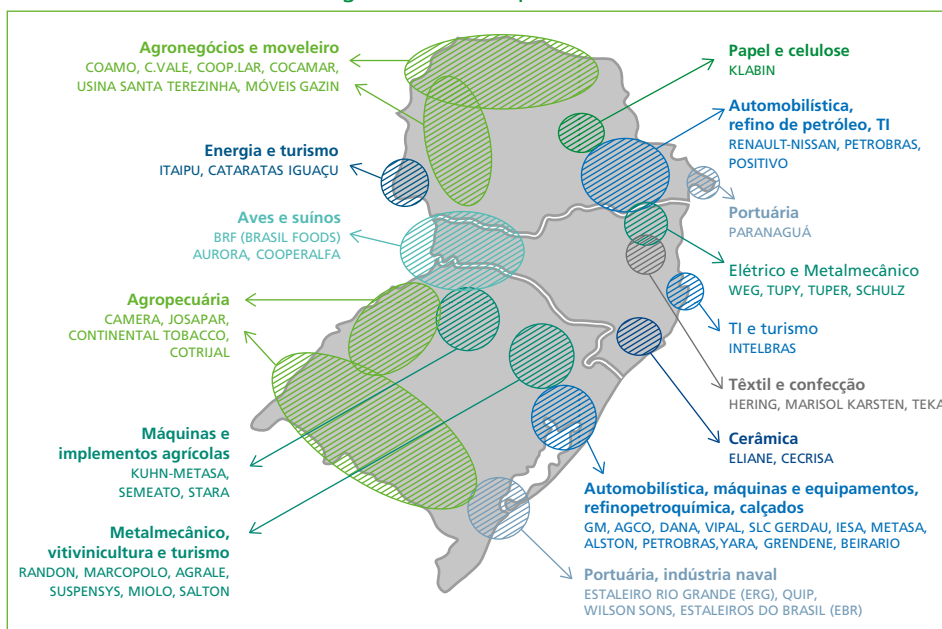 Agronegócios e moveleiro
COAMO, C.VALE, COOP.LAR, COCAMAR,
USINA SANTA TEREZINHA, MÓVEIS GAZIN
Energia e turismo
ITAIPU, CATARATAS IGUAÇU
Aves e suínos
BRF (BRASIL FOODS)
AURORA, COOPERALFA
Agropecuária
CAMERA, JOSAPAR,
CONTINENTAL TOBACCO,
COTRIJAL
Máquinas e
implementos agrícolas
KUHN-METASA,
SEMEATO, STARA
Metalmecânico,
vitivinicultura e turismo
RANDON, MARCOPOLO, AGRALE,
SUSPENSYS, MIOLO, SALTON
Papel e celulose
KLABIN
Automobilística,
refino de petróleo, TI
RENAULT-NISSAN, PETROBRAS,
POSITIVO
Portuária
PARANAGUÁ
Elétrico e Metalmecânico
WEG, TUPY, TUPER, SCHULZ
TI e turismo
INTELBRAS
Têxtil e confecção
HERING, MARISOL KARSTEN, TEKA
Cerâmica
ELIANE, CECRISA
Automobilística, máquinas e equipamentos,
refinopetroquímica, calçados
GM, AGCO, DANA, VIPAL, SLC GERDAU, IESA, METASA,
ALSTON, PETROBRAS,YARA, GRENDENE, BEIRARIO
Portuária, indústria naval
ESTALEIRO RIO GRANDE (ERG), QUIP,
WILSON SONS, ESTALEIROS DO BRASIL (EBR)